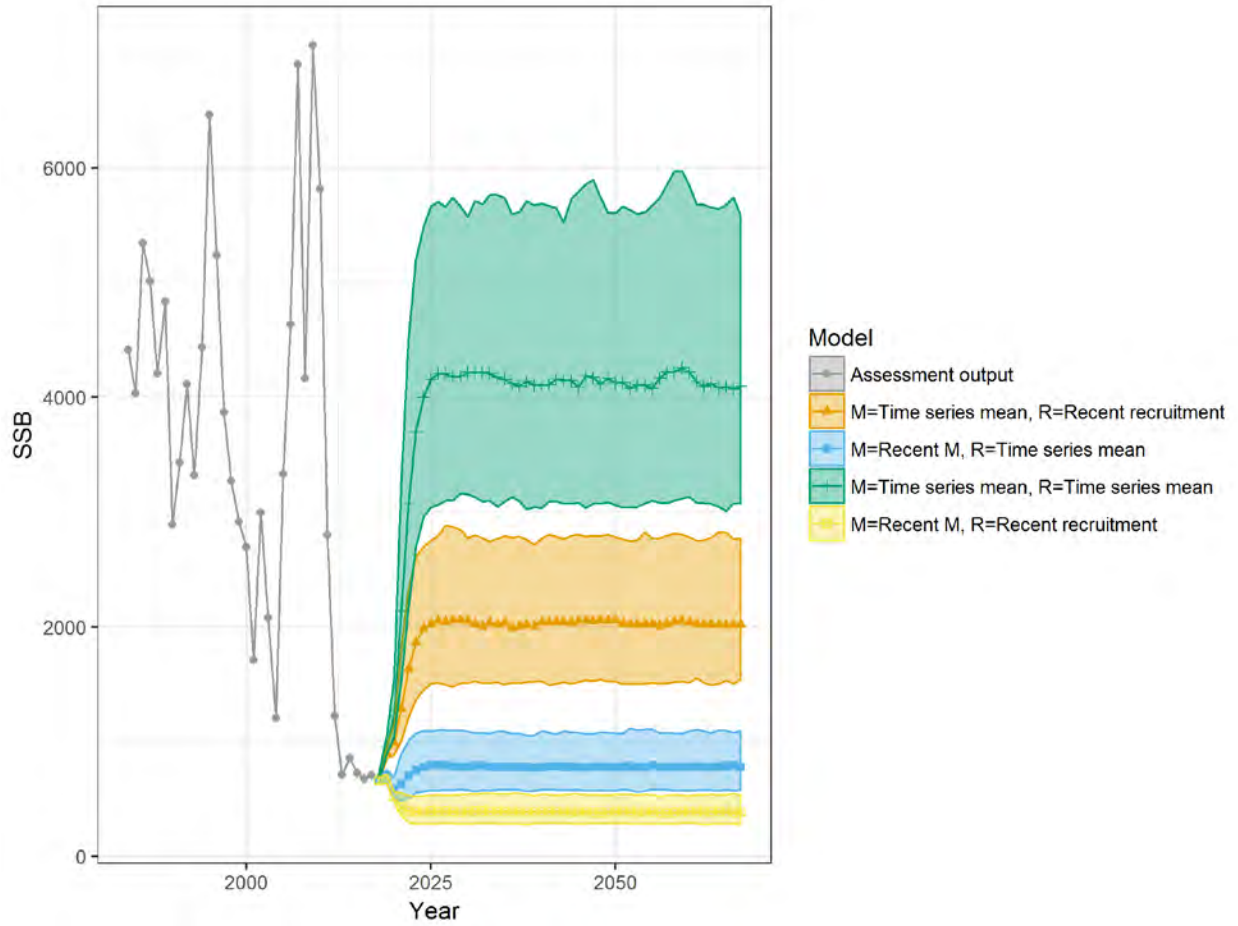 6000
4000
2000
0
SSB
2000
2025
2050
Year
Model
Assessment output
M=Time series mean, R=Recent recruitment
M=Recent M, R=Time series mean
M=Time series mean, R=Time series mean
M=Recent M, R=Recent recruitment